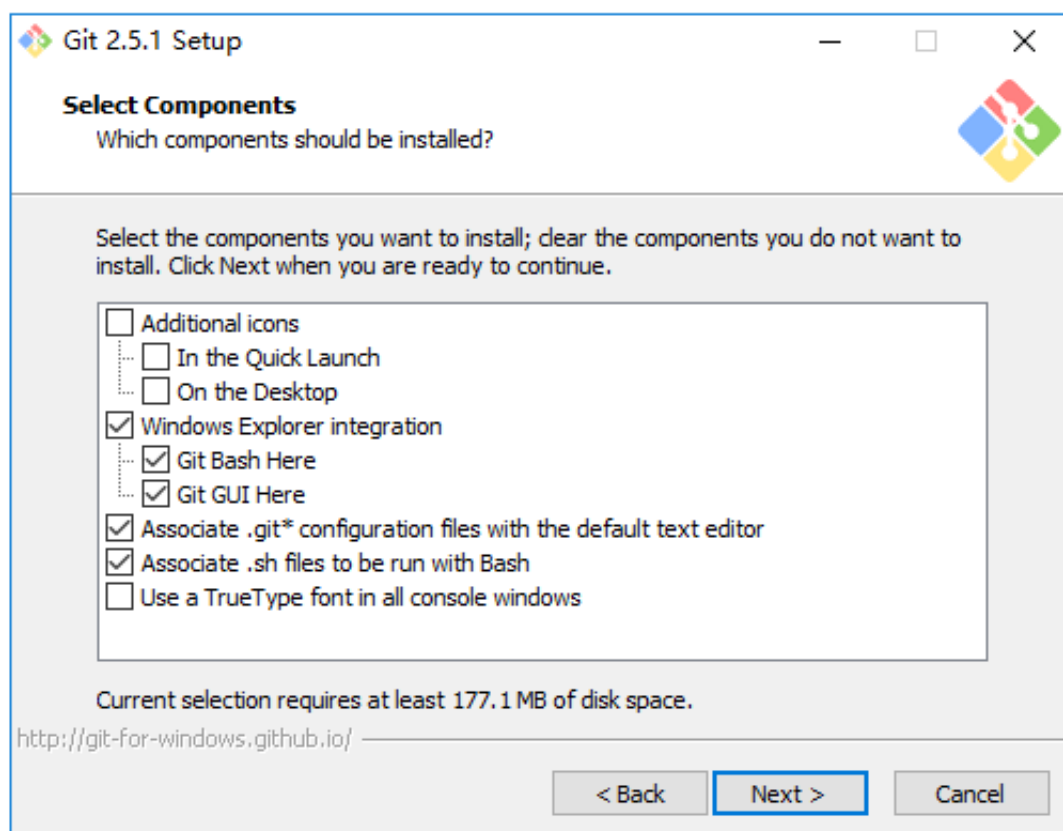 Git 2.5.1 Setup
Select Components
Which components should be installed?
Select the components you want to install; clear the components you do not want to
install. Click Next when you are ready to continue.
Additional icons
In the Quick Launch
On the Desktop
Windows Explorer integration
Git Bash Here
Git GUI Here
Associate .git* configuration files with the default text editor
Associate .sh files to be run with Bash
Use a TrueType font in all console windows
Current selection requires at least 177.1 MB of disk space.
http://git-for-windows.github.io/
< Back Next > Cancel